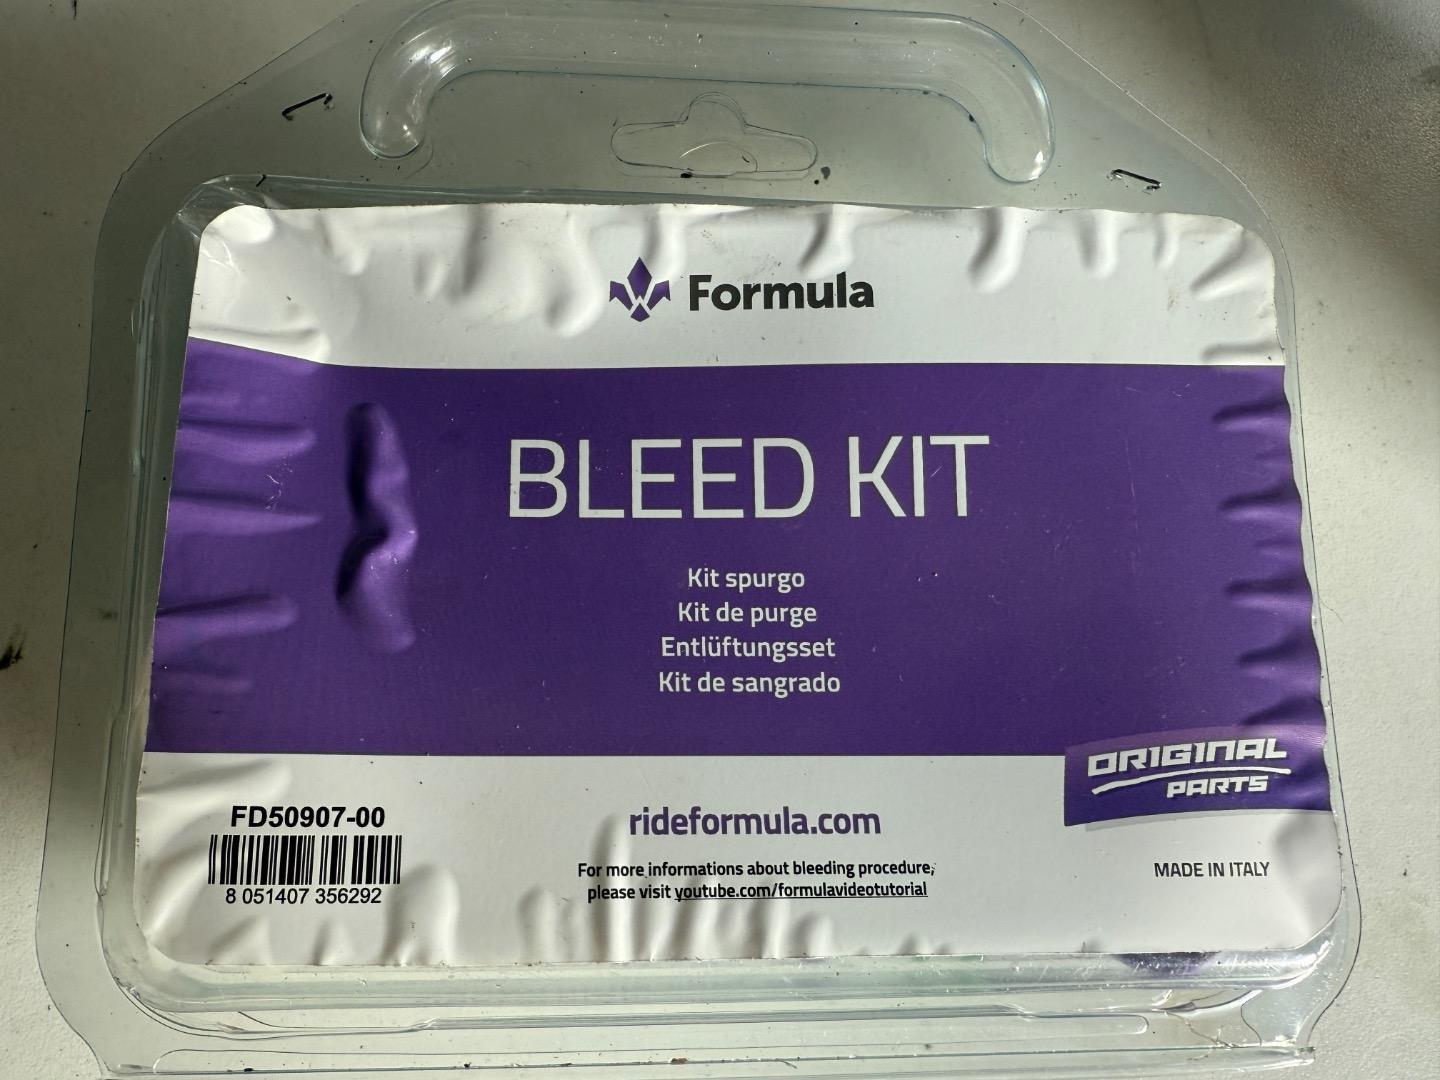 Formula
BLEED KIT
Kit spurgo
Kit de purge
Entlüftungsset
Kit de sangrado
ORIGINAL
PARTS
FD50907-00
8 051407 356292
rideformula.com
For more informations about bleeding procedure,
please visit youtube.com/formulavideotutorial
MADE IN ITALY